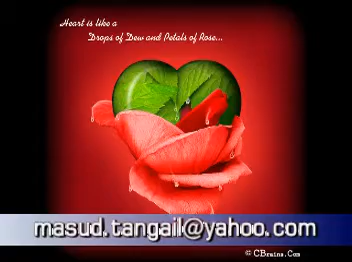 Heart is like a
Drops of Dew and Petals of Rose...
masud.tangail@yahoo.com
© CBrains.Com